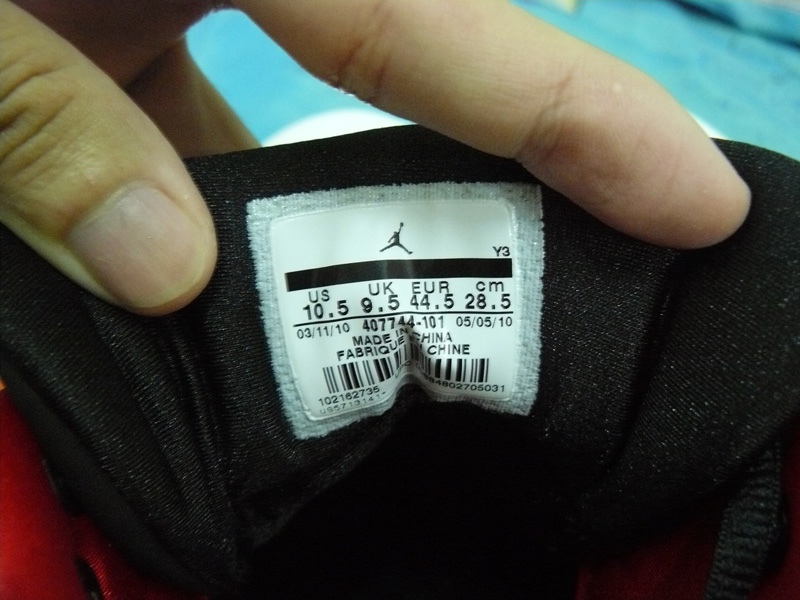 Y3
US UK EUR cm
10.5 9.5 44.5 28.5
03/11/10 407744-101 05/05/10
MADE IN CHINA
FABRIQUE CHINE
102162735 84802705031